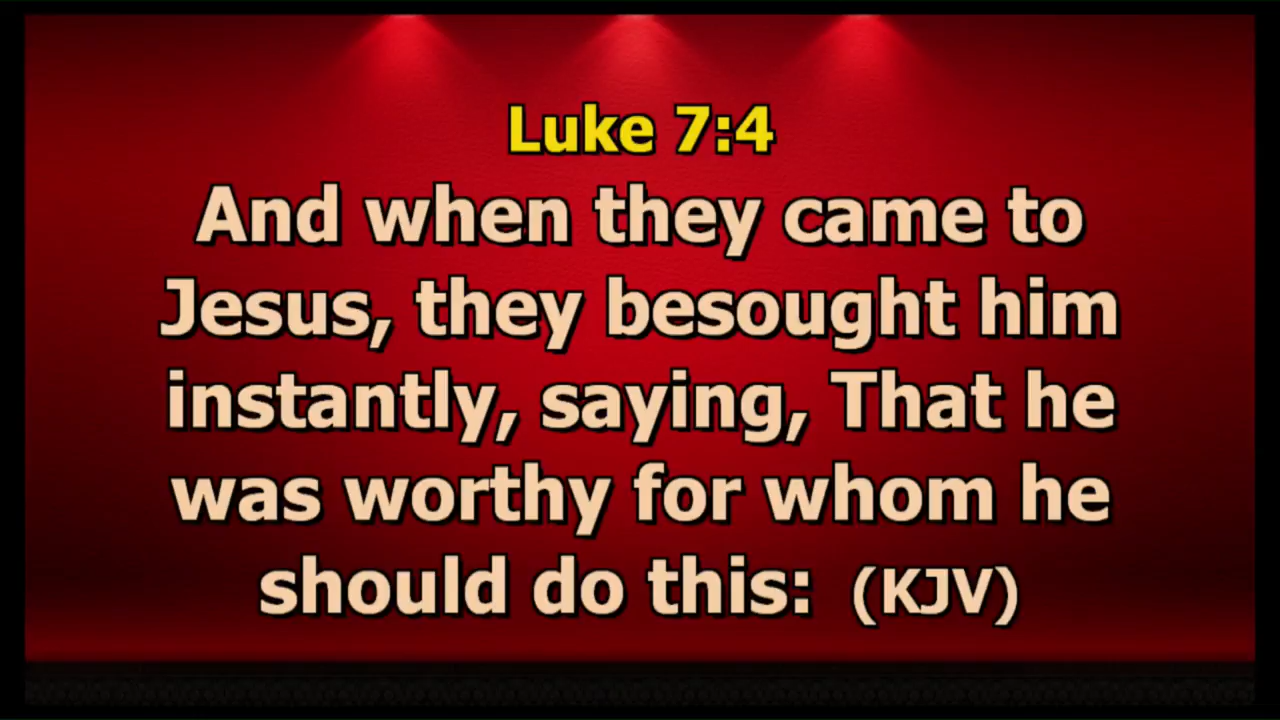 Luke 7:4
And when they came to
Jesus, they besought him
instantly, saying, That he
was worthy for whom he
should do this: (KJV)